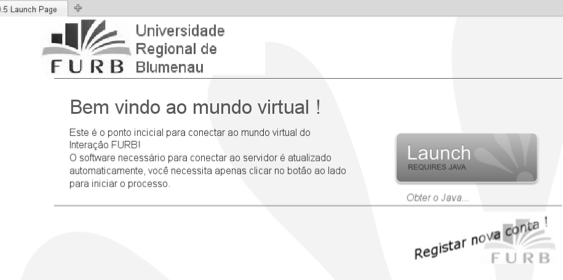 .5 Launch Page
Universidade
Regional de
Blumenau
FURB
Bem vindo ao mundo virtual !
Este é o ponto incicial para conectar ao mundo virtual do
Interação FURB!
O software necessário para conectar ao servidor é atualizado
automaticamente, você necessita apenas clicar no botão ao lado
para iniciar o processo.
Launch
REQUIRES JAVA
Obter o Java...
Registar nova conta !
FURB